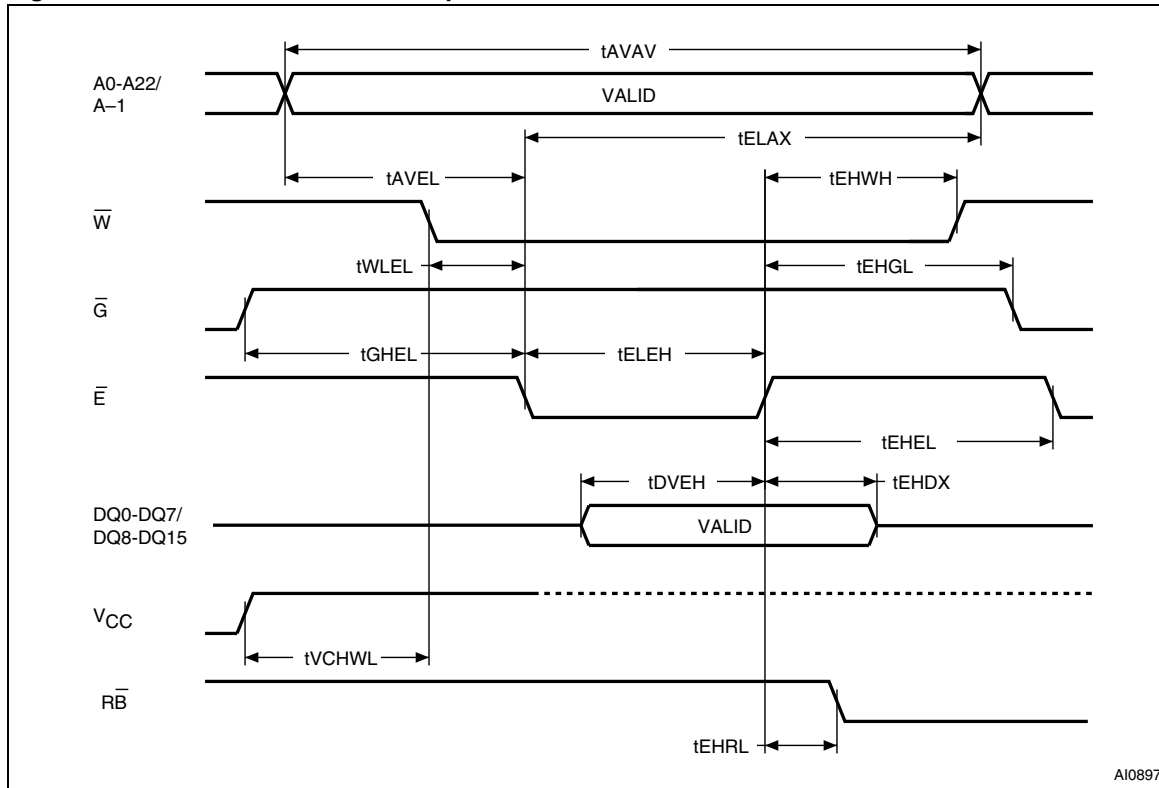 tAVAV
A0-A22/
A–1
VALID
tELAX
tAVEL
tEHWH
W̅
tWLEL
tEHGL
G̅
tGHEL
tELEH
E̅
tEHEL
tDVEH
tEHDX
DQ0-DQ7/
DQ8-DQ15
VALID
VCC
tVCHWL
RB̅
tEHRL
AI0897